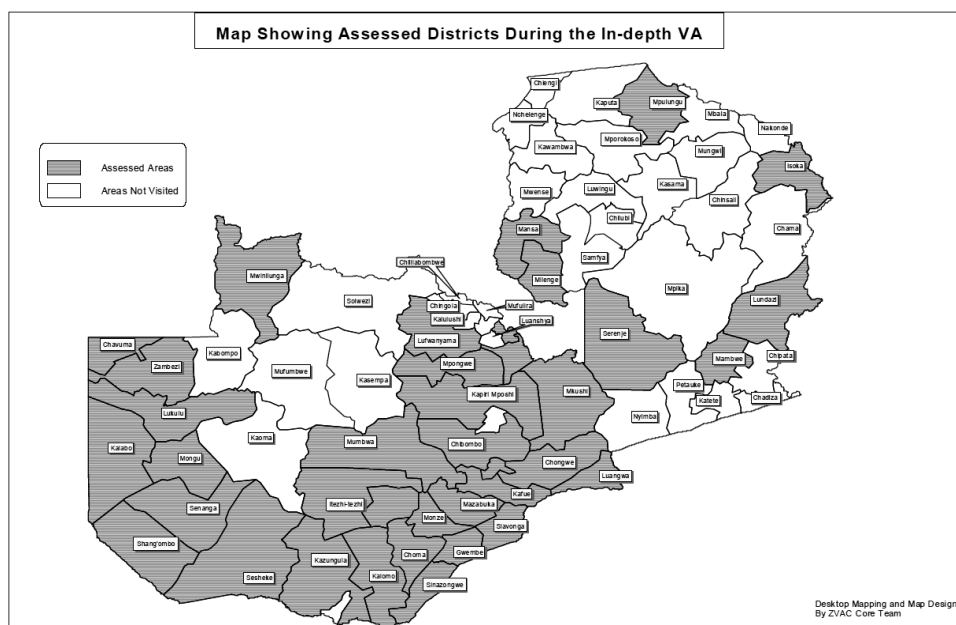 Map Showing Assessed Districts During the In-depth VA
Assessed Areas
Areas Not Visited
Chiengi
Kaputa
Mpulungu
Mbala
Nchelenge
Nakonde
Mporokoso
Kawambwa
Mungwi
Isoka
Kasama
Luwingu
Mwense
Chinsali
Chilubi
Mansa
Chama
Samfya
Chililabombwe
Mwinilunga
Milenge
Mpika
Solwezi
Lundazi
Chingola
Mufulira
Kalulushi
Luanshya
Serenje
Lufwanyama
Chavuma
Kabompo
Chipata
Mambwe
Zambezi
Mpongwe
Mufumbwe
Kasempa
Petauke
Mkushi
Kapiri Mposhi
Katete
Chadiza
Lukulu
Nyimba
Kaoma
Mumbwa
Chibombo
Kalabo
Mongu
Chongwe
Luangwa
Kafue
Itezhi-tezhi
Mazabuka
Senanga
Monze
Siavonga
Shang'ombo
Gwembe
Choma
Kazungula
Sesheke
Kalomo
Sinazongwe
Desktop Mapping and Map Design
By ZVAC Core Team